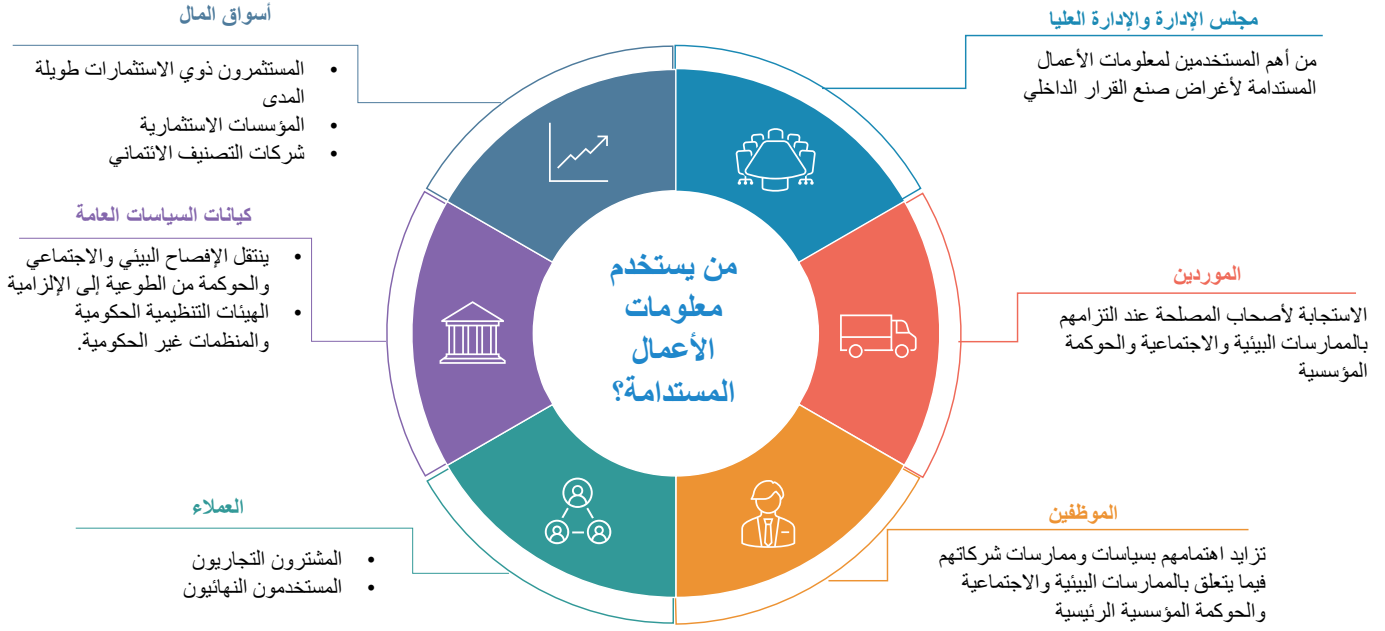 من يستخدم
معلومات
الأعمال
المستدامة؟
مجلس الإدارة والإدارة العليا
من أهم المستخدمين لمعلومات الأعمال
المستدامة لأغراض صنع القرار الداخلي
الموردين
الاستجابة لأصحاب المصلحة عند التزامهم
بالممارسات البيئية والاجتماعية والحوكمة
المؤسسية
الموظفين
تزايد اهتمامهم بسياسات وممارسات شركاتهم
فيما يتعلق بالممارسات البيئية والاجتماعية
والحوكمة المؤسسية الرئيسية
أسواق المال
• المستثمرون ذوي الاستثمارات طويلة
المدى
• المؤسسات الاستثمارية
• شركات التصنيف الائتماني
كيانات السياسات العامة
• ينتقل الإفصاح البيئي والاجتماعي
والحوكمة من الطوعية إلى الإلزامية
• الهيئات التنظيمية الحكومية
والمنظمات غير الحكومية.
العملاء
• المشترون التجاريون
• المستخدمون النهائيون